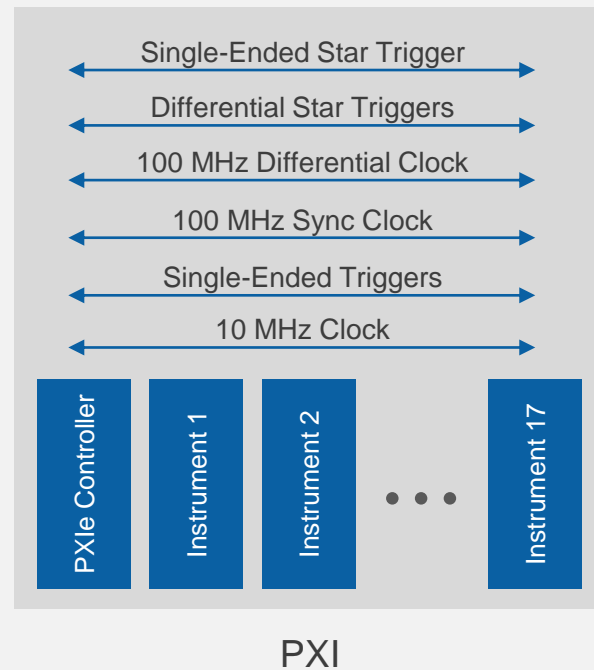 Single-Ended Star Trigger
Differential Star Triggers
100 MHz Differential Clock
100 MHz Sync Clock
Single-Ended Triggers
10 MHz Clock
PXIe Controller
Instrument 1
Instrument 2
Instrument 17
PXI